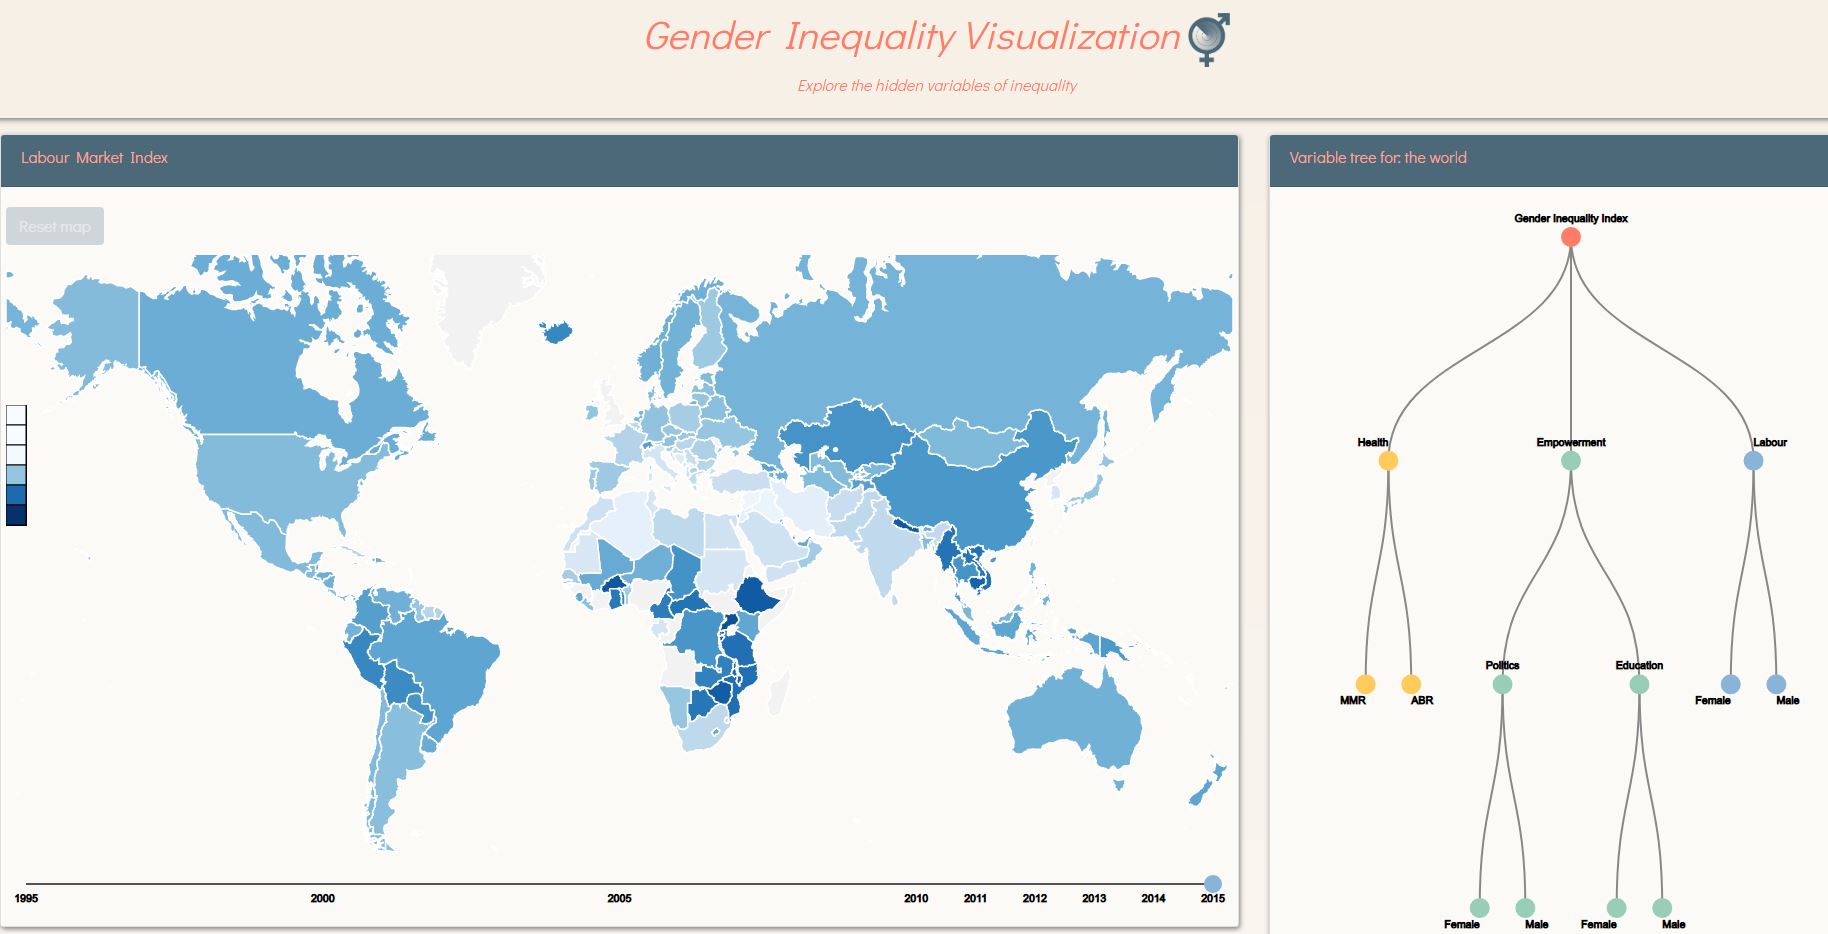 Gender Inequality Visualization
Explore the hidden variables of inequality
Labour Market Index
Reset map
1995 2000 2005 2010 2011 2012 2013 2014 2015
Variable tree for: the world
Gender Inequality Index
Health Empowerment Labour
Politics Education
MMR ABR Female Male
Female Male Female Male